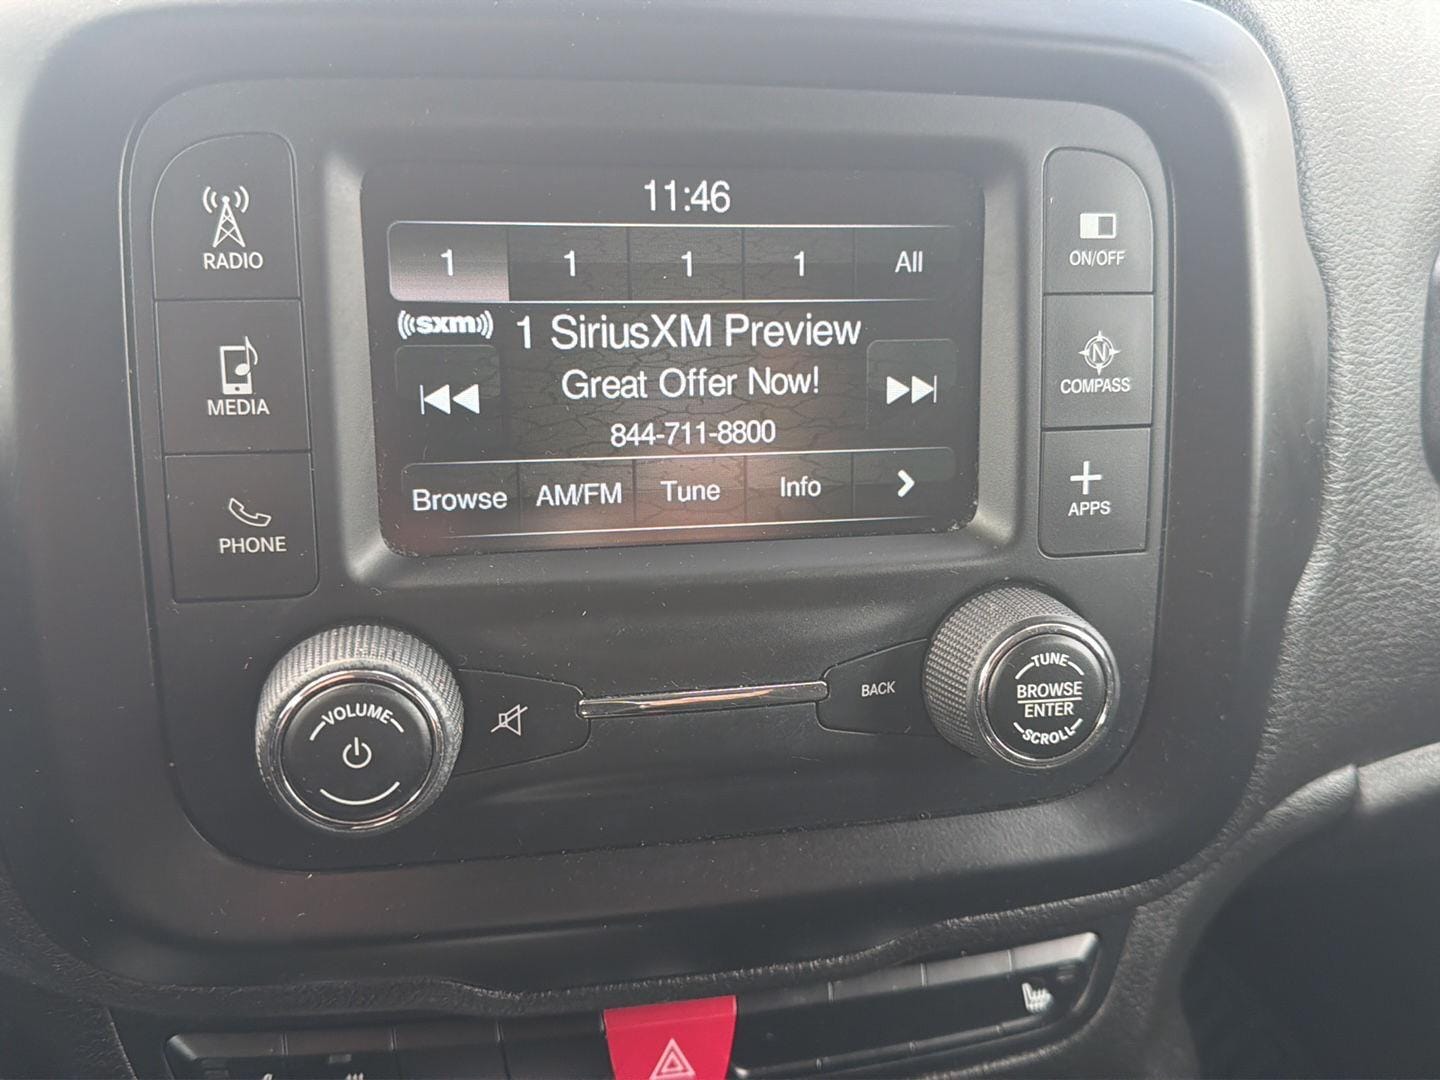 11:46
1 1 1 1 All
sxm 1 SiriusXM Preview
Great Offer Now!
844-711-8800
Browse AM/FM Tune Info
RADIO
MEDIA
PHONE
ON/OFF
N
COMPASS
APPS
VOLUME
BACK
TUNE
BROWSE
ENTER
SCROLL